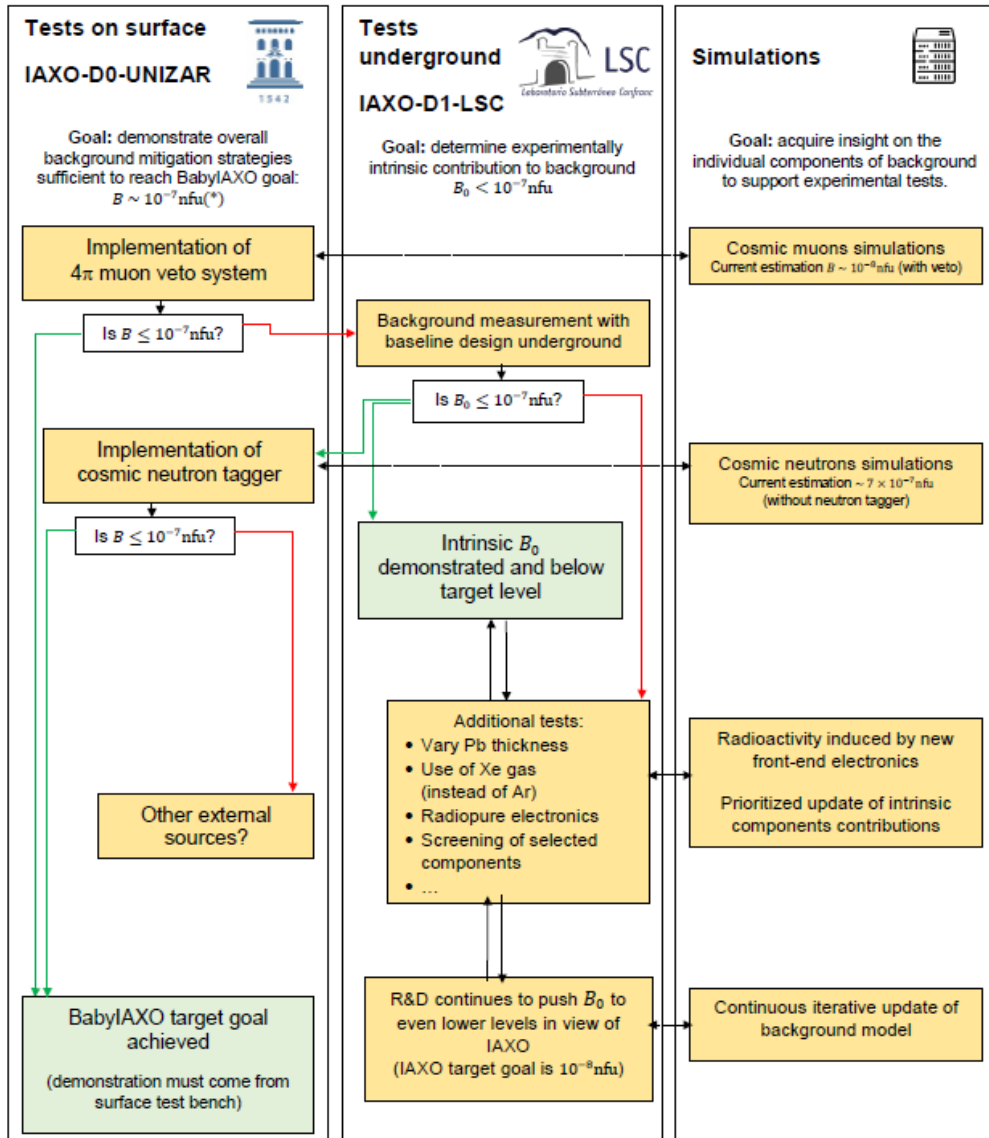 Tests on surface
IAXO-D0-UNIZAR
1542
Goal: demonstrate overall
background mitigation strategies
sufficient to reach BabyIAXO goal:
B ~ 10⁻⁷nfu(*)
Implementation of
4π muon veto system
Is B ≤ 10⁻⁷nfu?
Implementation of
cosmic neutron tagger
Is B ≤ 10⁻⁷nfu?
Other external
sources?
BabyIAXO target goal
achieved
(demonstration must come from
surface test bench)
Tests
underground
IAXO-D1-LSC
LSC
Laboratorio Subterráneo Canfranc
Goal: determine experimentally
intrinsic contribution to background
B₀ < 10⁻⁷nfu
Background measurement with
baseline design underground
Is B₀ ≤ 10⁻⁷nfu?
Intrinsic B₀
demonstrated and below
target level
Additional tests:
• Vary Pb thickness
• Use of Xe gas
(instead of Ar)
• Radiopure electronics
• Screening of selected
components
• ...
R&D continues to push B₀ to
even lower levels in view of
IAXO
(IAXO target goal is 10⁻⁸nfu)
Simulations
Goal: acquire insight on the
individual components of background
to support experimental tests.
Cosmic muons simulations
Current estimation B ~ 10⁻⁸nfu (with veto)
Cosmic neutrons simulations
Current estimation ~ 7 × 10⁻⁷nfu
(without neutron tagger)
Radioactivity induced by new
front-end electronics
Prioritized update of intrinsic
components contributions
Continuous iterative update of
background model